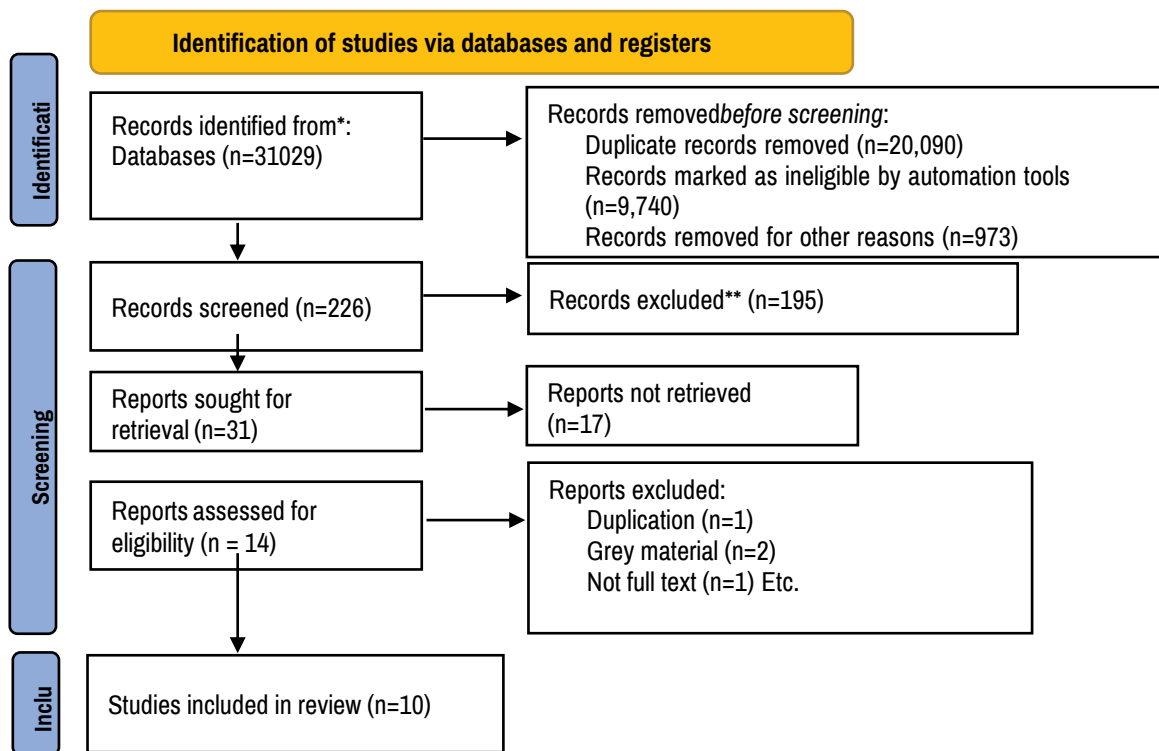 Identification of studies via databases and registers
Identificati
Records identified from*:
Databases (n=31029)
Records removedbefore screening:
Duplicate records removed (n=20,090)
Records marked as ineligible by automation tools
(n=9,740)
Records removed for other reasons (n=973)
Screening
Records screened (n=226)
Records excluded** (n=195)
Reports sought for
retrieval (n=31)
Reports not retrieved
(n=17)
Reports assessed for
eligibility (n = 14)
Reports excluded:
Duplication (n=1)
Grey material (n=2)
Not full text (n=1) Etc.
Inclu
Studies included in review (n=10)